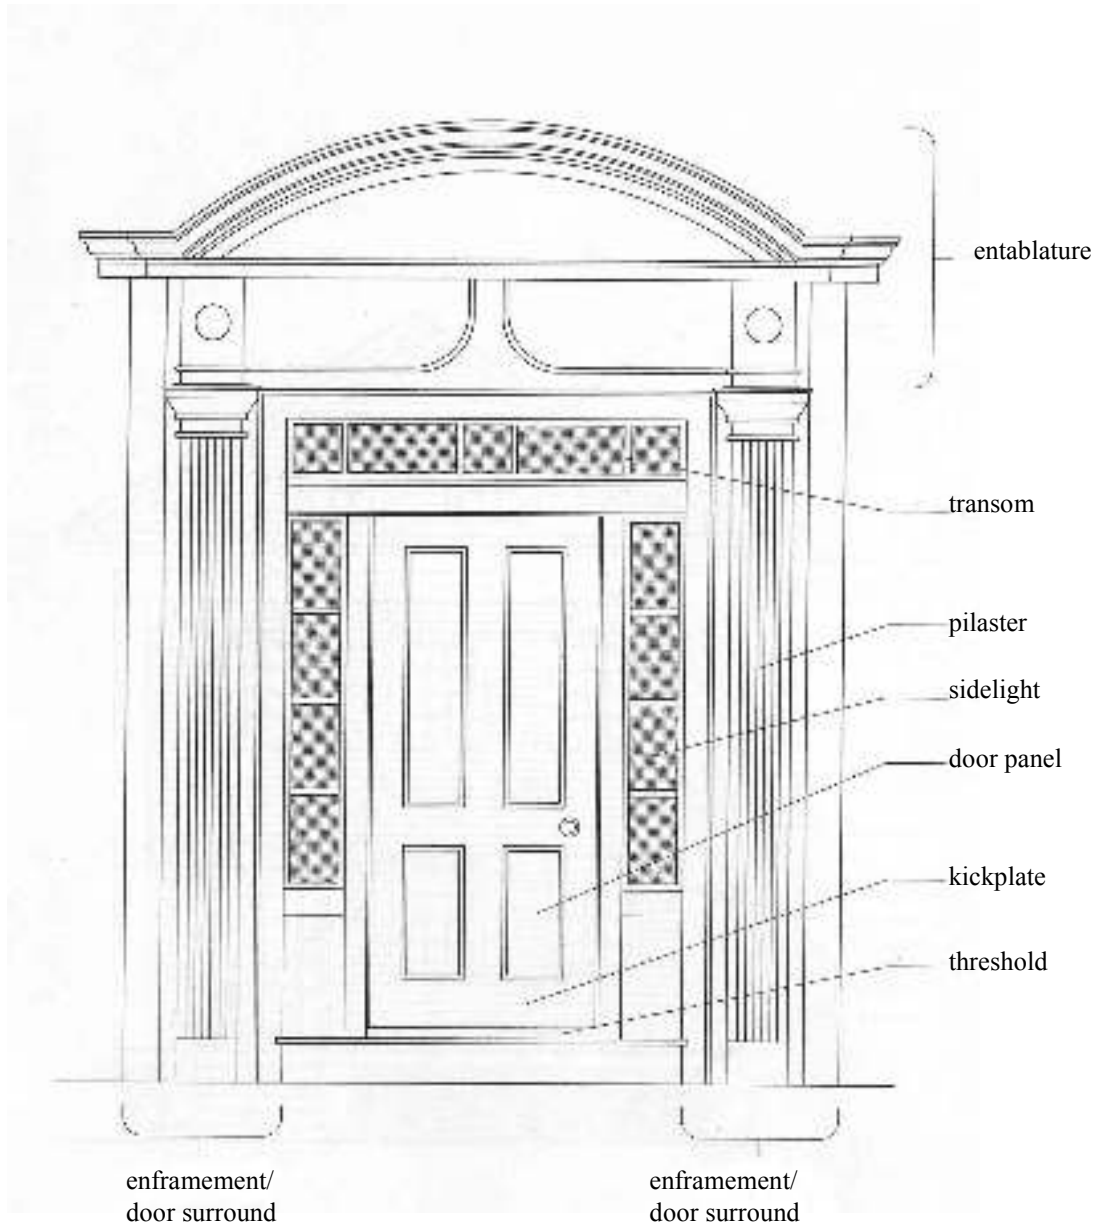 entablature
transom
pilaster
sidelight
door panel
kickplate
threshold
enframement/
door surround
enframement/
door surround